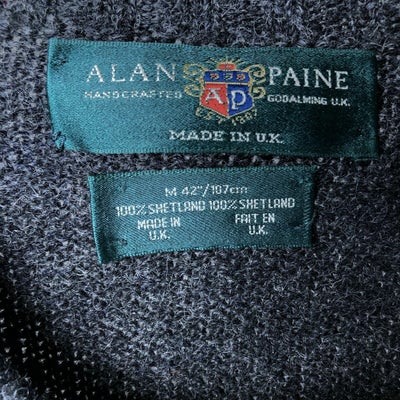 ALAN PAINE
HANDCRAFTED GODALMING U.K.
AP
EST 1907
MADE IN U.K.
M 42"/107cm
100% SHETLAND 100% SHETLAND
MADE IN FAIT EN
U.K. U.K.